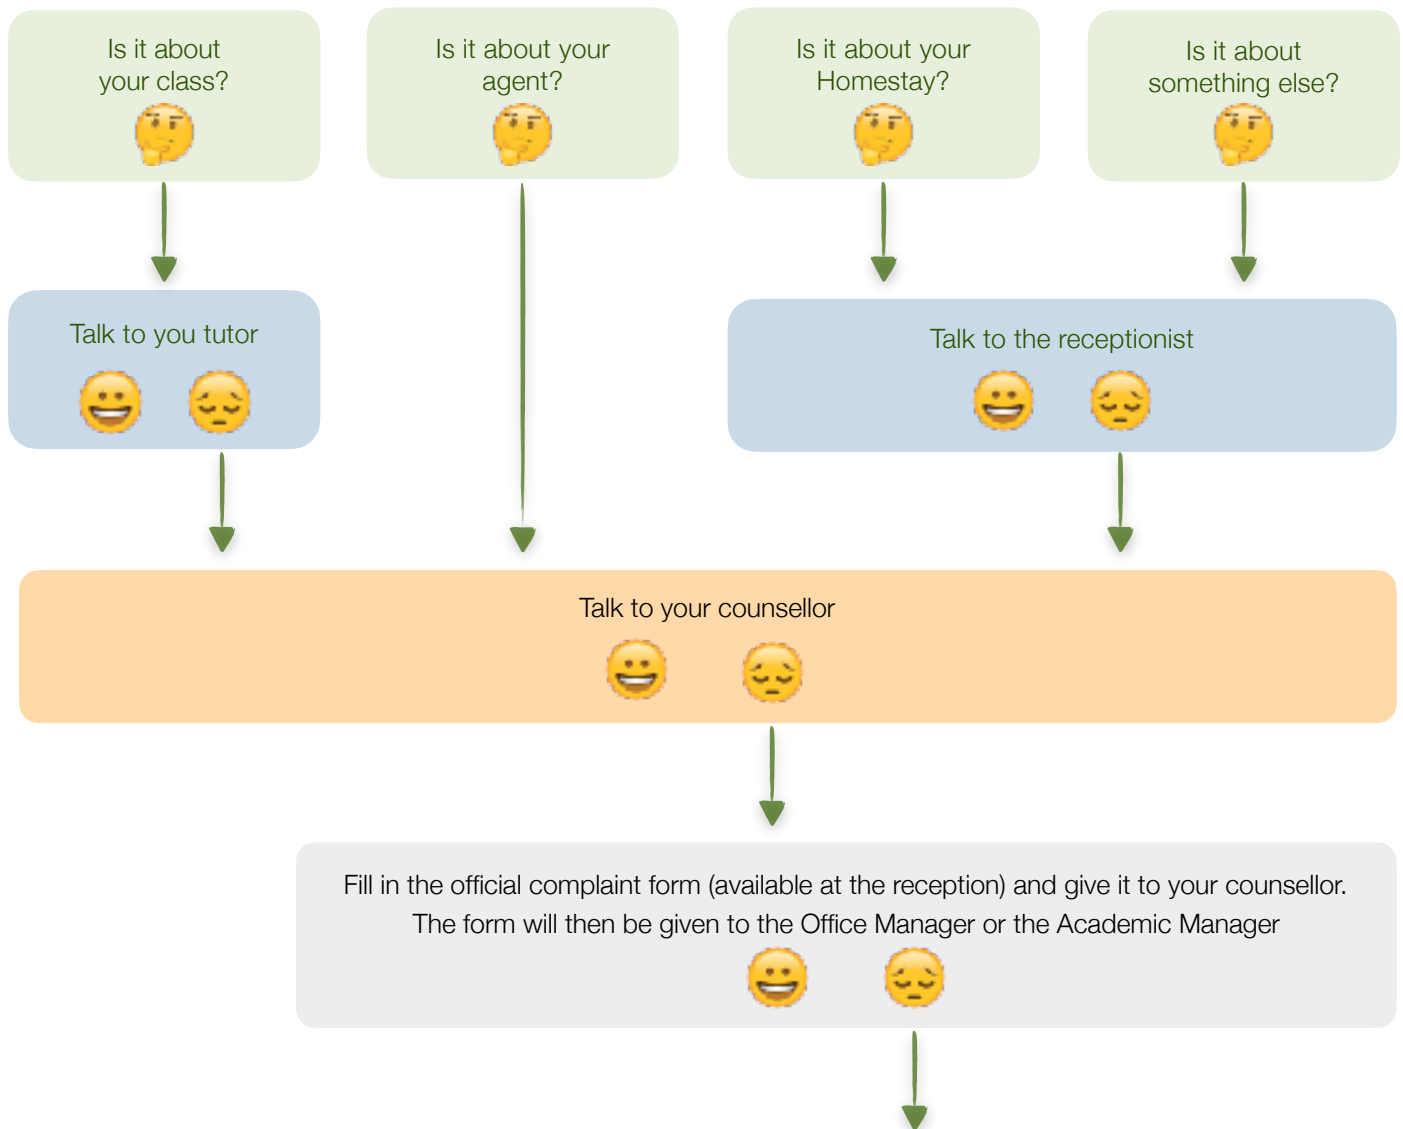 Is it about
your class?
Is it about your
agent?
Is it about your
Homestay?
Is it about
something else?
Talk to you tutor
Talk to the receptionist
Talk to your counsellor
Fill in the official complaint form (available at the reception) and give it to your counsellor.
The form will then be given to the Office Manager or the Academic Manager